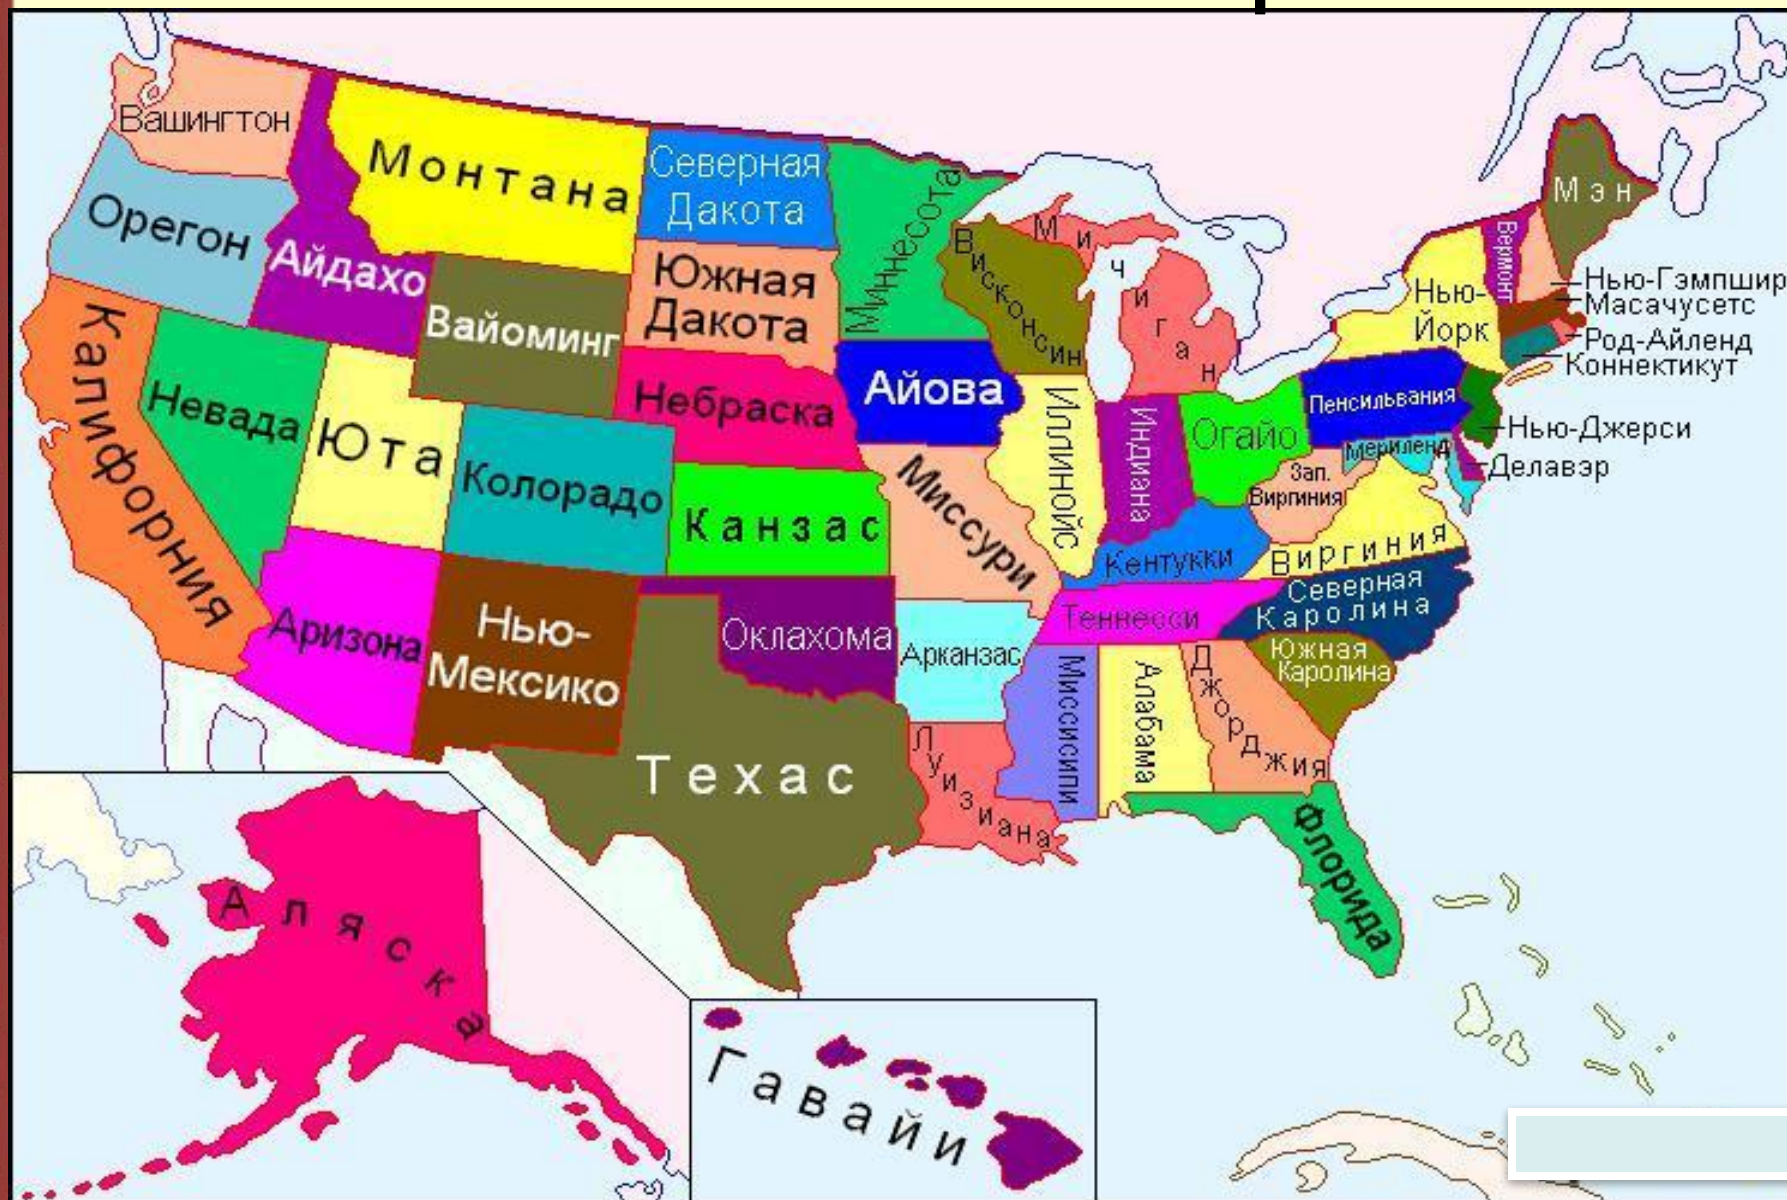 Вашингтон
Монтана
Северная
Дакота
Миннесота
Мэн
Орегон
Айдахо
Южная
Дакота
Висконсин
Мичиган
Вермонт
Нью-Гэмпшир
Масачусетс
Род-Айленд
Коннектикут
Нью-
Йорк
Вайоминг
Калифорния
Невада
Юта
Небраска
Айова
Иллинойс
Индиана
Огайо
Пенсильвания
Нью-Джерси
Мериленд
Делавэр
Зап.
Виргиния
Колорадо
Канзас
Миссури
Кентукки
Виргиния
Северная
Каролина
Теннесси
Аризона
Нью-
Мексико
Оклахома
Арканзас
Миссисипи
Алабама
Джорджия
Южная
Каролина
Техас
Луизиана
Флорида
Аляска
Гавайи